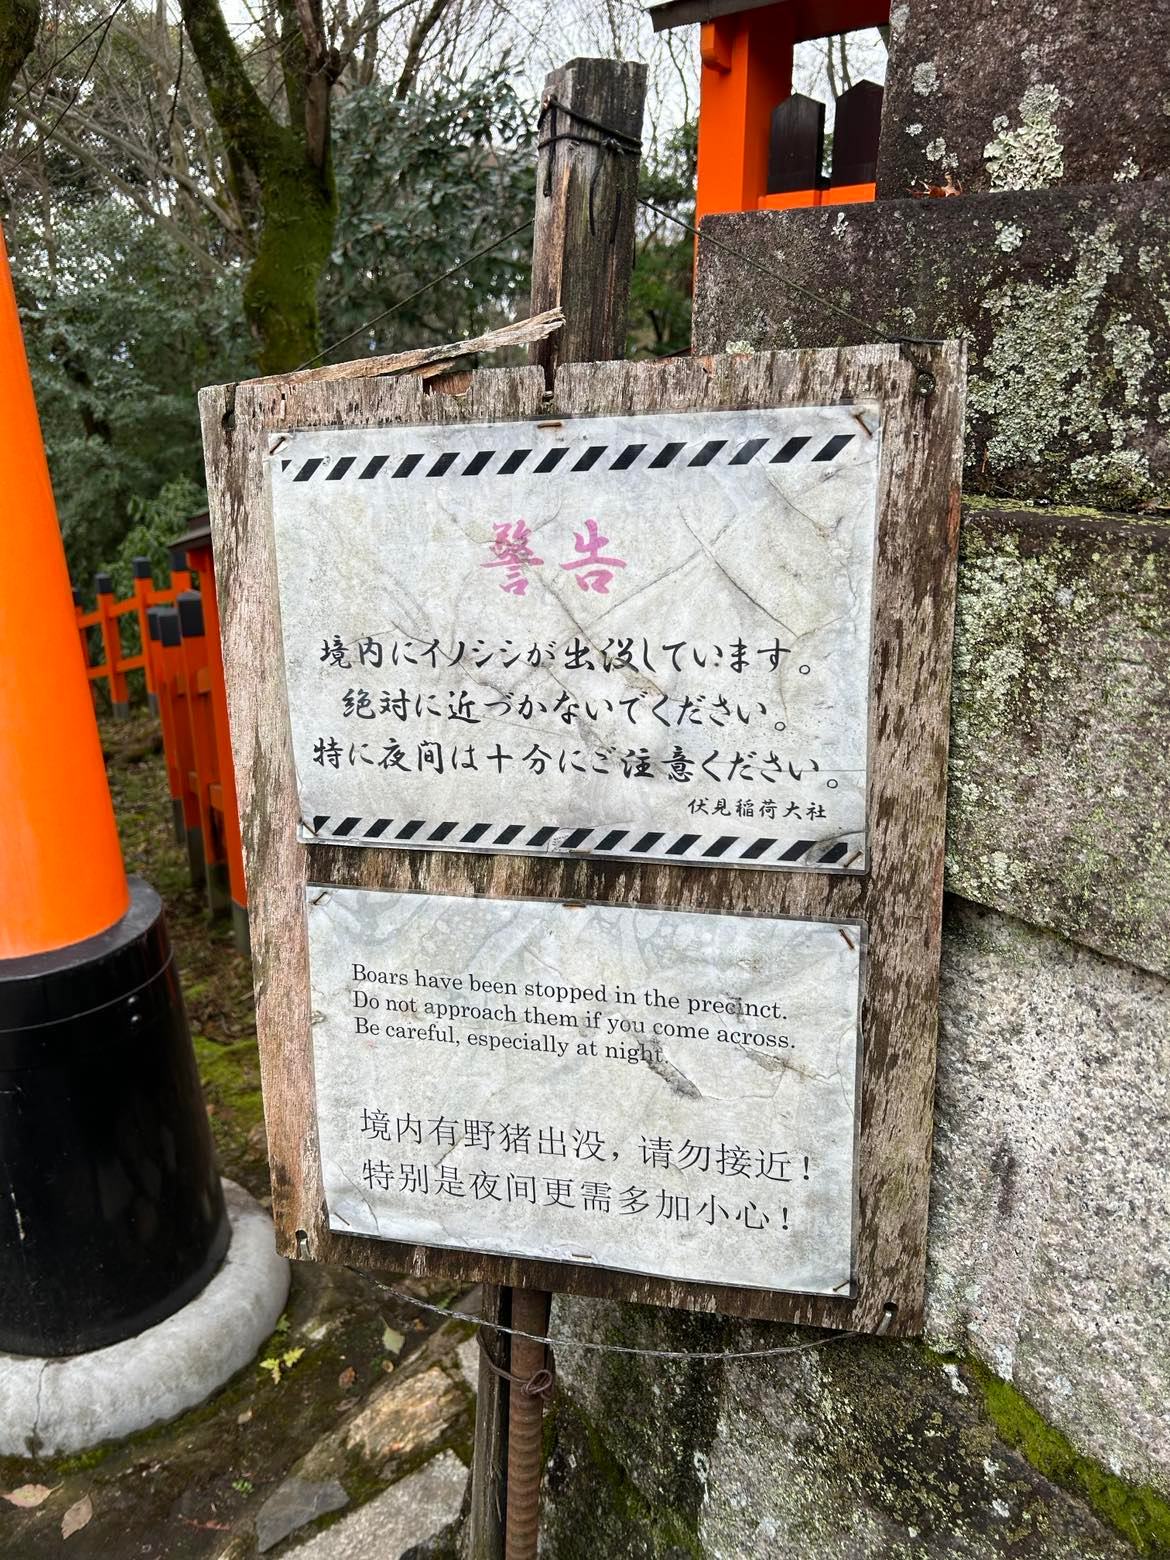 警告
境内にイノシシが出没しています。
絶対に近づかないでください。
特に夜間は十分にご注意ください。
伏見稲荷大社
Boars have been stopped in the precinct.
Do not approach them if you come across.
Be careful, especially at night.
境内有野猪出没，请勿接近！
特别是夜间更需多加小心！